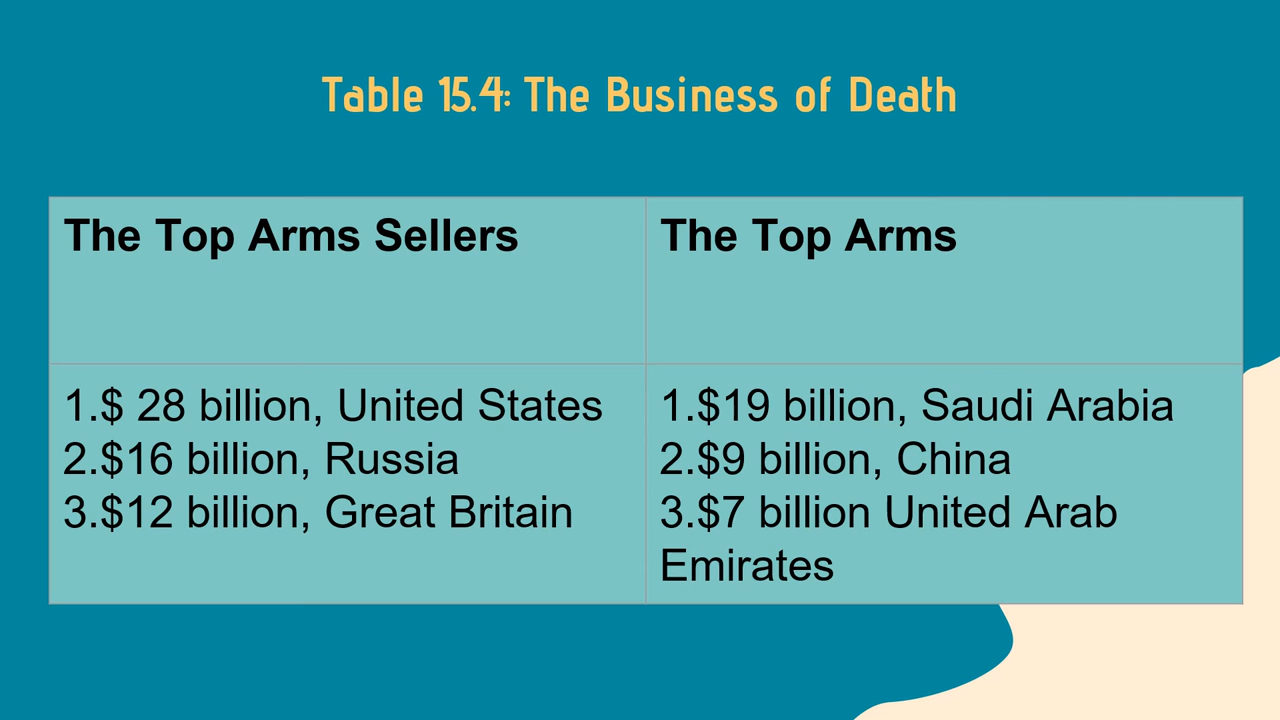 Table 15.4: The Business of Death
The Top Arms Sellers
The Top Arms
1.$ 28 billion, United States
2.$16 billion, Russia
3.$12 billion, Great Britain
1.$19 billion, Saudi Arabia
2.$9 billion, China
3.$7 billion United Arab
Emirates